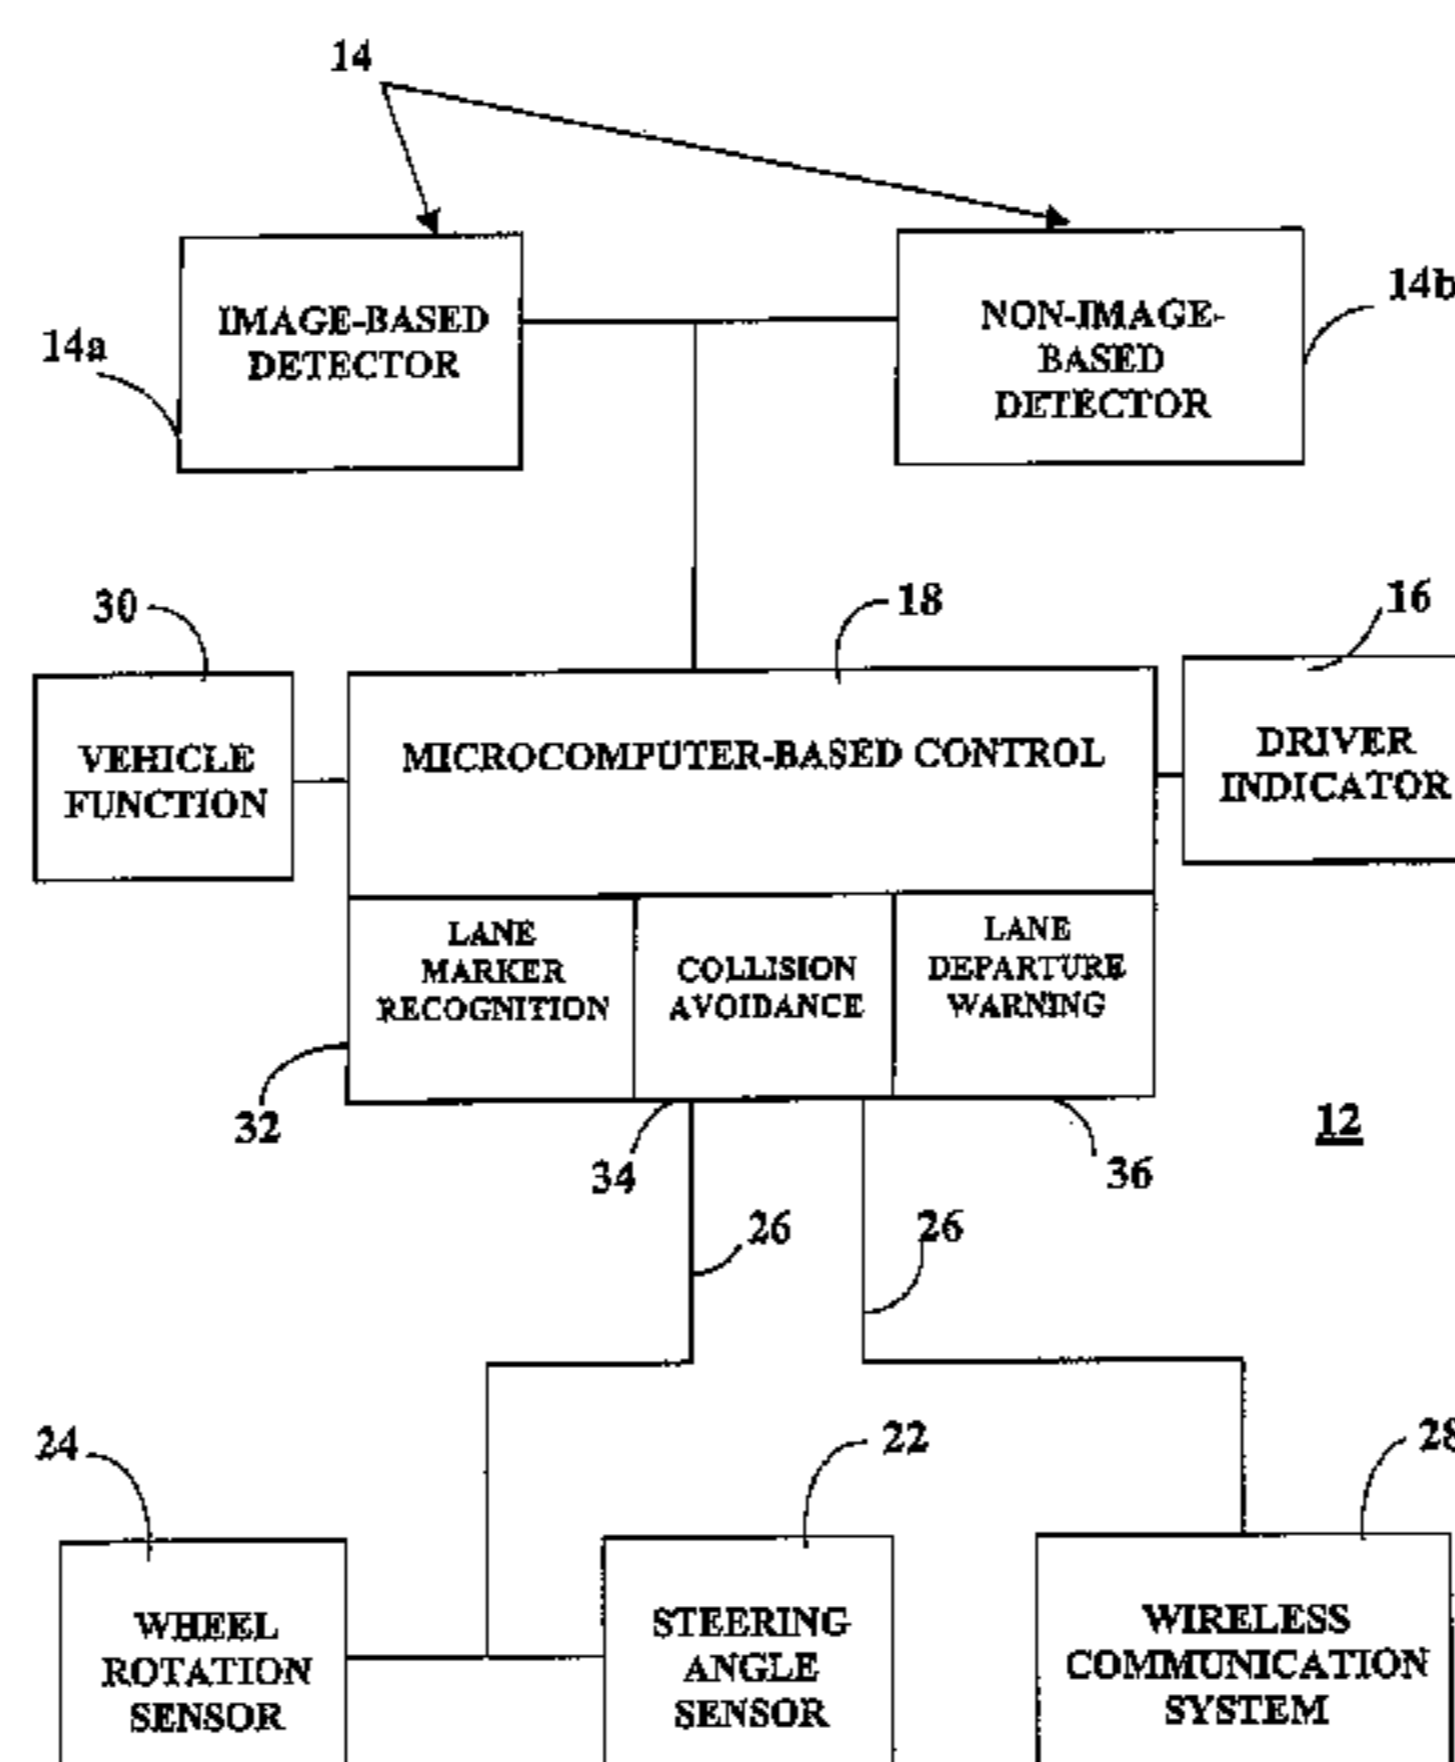 14
IMAGE-BASED
DETECTOR
14a
NON-IMAGE-
BASED
DETECTOR
14b
30
18
16
VEHICLE
FUNCTION
MICROCOMPUTER-BASED CONTROL
DRIVER
INDICATOR
LANE
MARKER
RECOGNITION
COLLISION
AVOIDANCE
LANE
DEPARTURE
WARNING
32
34
36
12
26
26
24
22
28
WHEEL
ROTATION
SENSOR
STEERING
ANGLE
SENSOR
WIRELESS
COMMUNICATION
SYSTEM